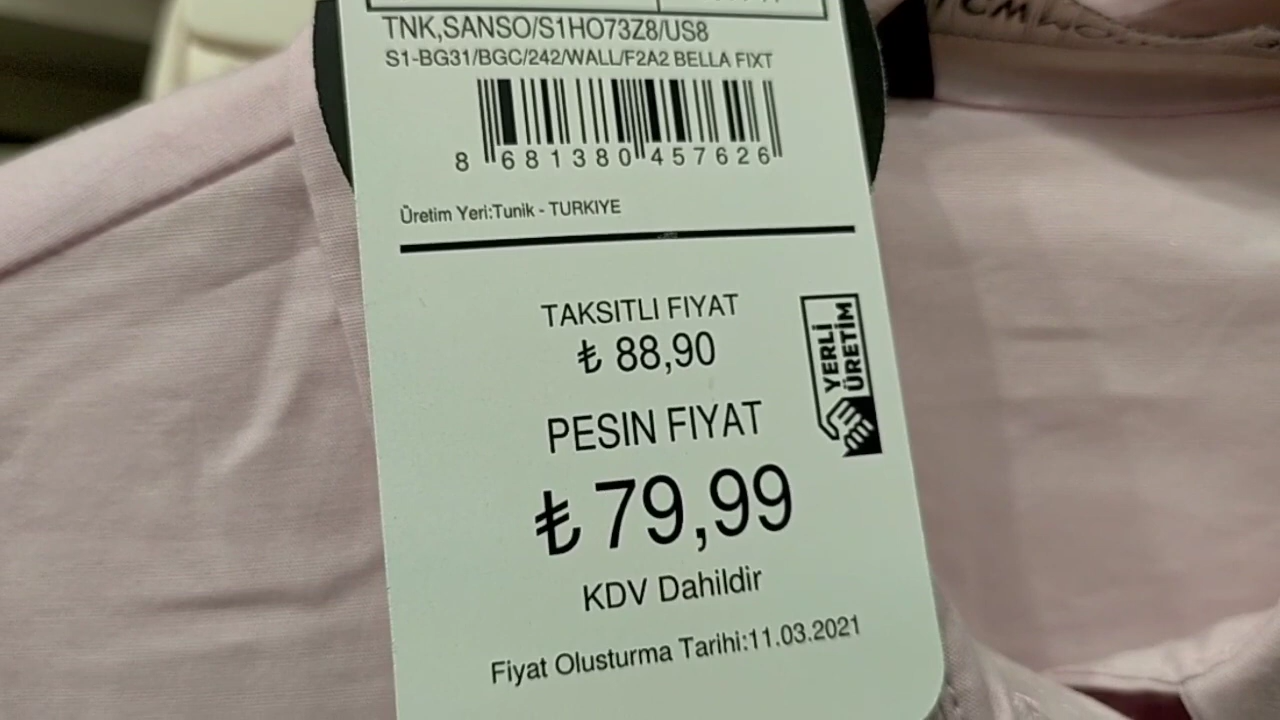 TNK,SANSO/S1HO73Z8/US8
S1-BG31/BGC/242/WALL/F2A2 BELLA FIXT
8 681380 457626
Üretim Yeri:Tunik - TURKIYE
TAKSITLI FIYAT
₺ 88,90
YERLİ
ÜRETİM
PESIN FIYAT
₺ 79,99
KDV Dahildir
Fiyat Olusturma Tarihi:11.03.2021